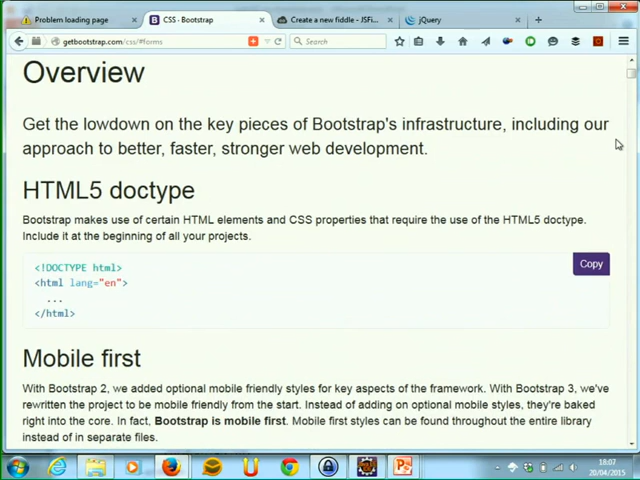 Problem loading page
CSS · Bootstrap
Create a new fiddle - JSFi...
jQuery
getbootstrap.com/css/#forms
Search
Overview
Get the lowdown on the key pieces of Bootstrap's infrastructure, including our
approach to better, faster, stronger web development.
HTML5 doctype
Bootstrap makes use of certain HTML elements and CSS properties that require the use of the HTML5 doctype.
Include it at the beginning of all your projects.
Copy
<!DOCTYPE html>
<html lang="en">
...
</html>
Mobile first
With Bootstrap 2, we added optional mobile friendly styles for key aspects of the framework. With Bootstrap 3, we've
rewritten the project to be mobile friendly from the start. Instead of adding on optional mobile styles, they're baked
right into the core. In fact, Bootstrap is mobile first. Mobile first styles can be found throughout the entire library
instead of in separate files.
18:07
20/04/2015